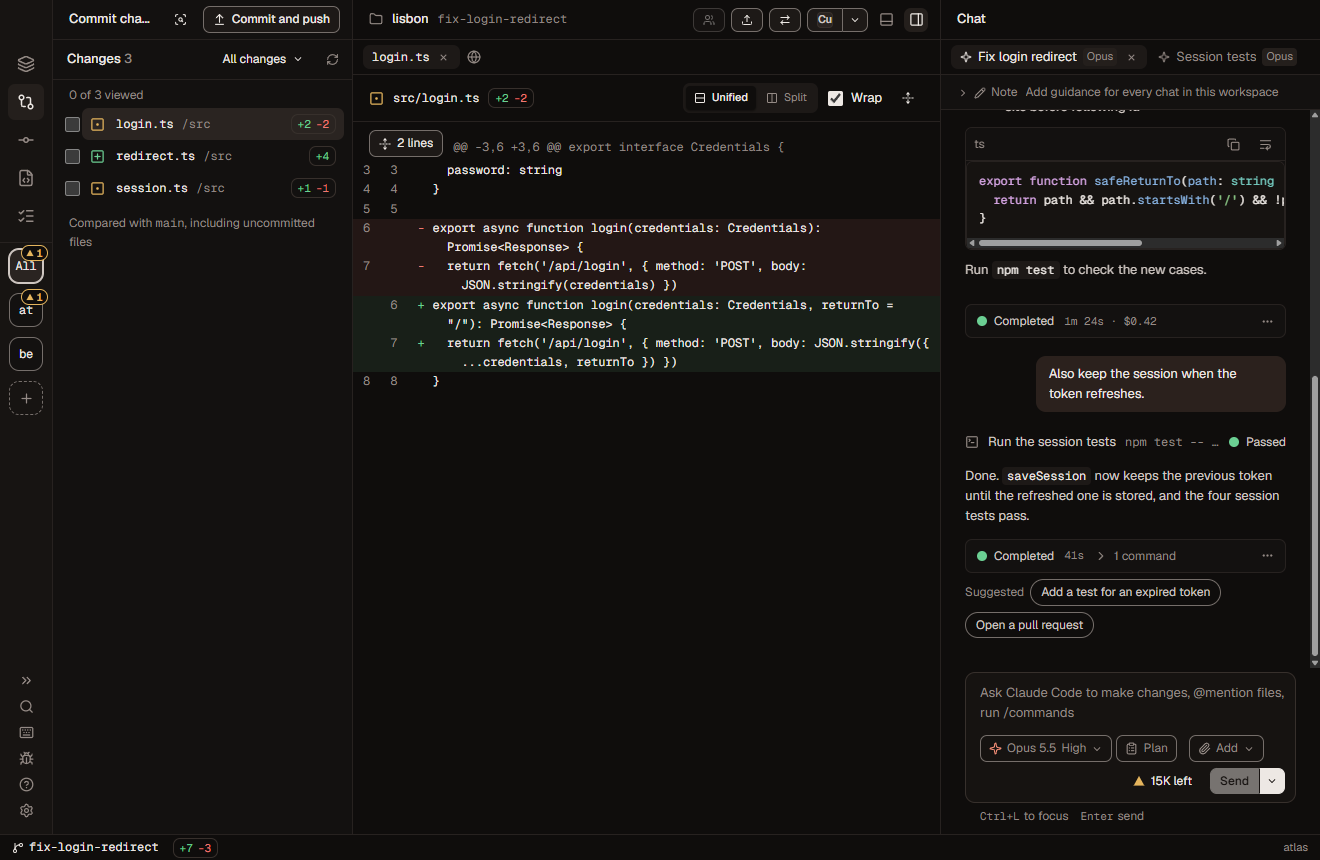 Commit cha...
Commit and push
lisbon fix-login-redirect
Cu
Chat
Changes 3
All changes
login.ts
Fix login redirect Opus
Session tests Opus
0 of 3 viewed
login.ts /src +2 -2
redirect.ts /src +4
session.ts /src +1 -1
Compared with main, including uncommitted
files
1
All
1
at
be
src/login.ts +2 -2
Unified
Split
Wrap
2 lines
@@ -3,6 +3,6 @@ export interface Credentials {
3 3 password: string
4 4 }
5 5
6 - export async function login(credentials: Credentials):
Promise<Response> {
7 - return fetch('/api/login', { method: 'POST', body:
JSON.stringify(credentials) })
6 + export async function login(credentials: Credentials, returnTo =
"/"): Promise<Response> {
7 + return fetch('/api/login', { method: 'POST', body: JSON.stringify({
...credentials, returnTo }) })
8 8 }
Note Add guidance for every chat in this workspace
ts
export function safeReturnTo(path: string
return path && path.startsWith('/') && !
}
Run npm test to check the new cases.
Completed 1m 24s · $0.42
Also keep the session when the
token refreshes.
Run the session tests npm test -- … Passed
Done. saveSession now keeps the previous token
until the refreshed one is stored, and the four session
tests pass.
Completed 41s 1 command
Suggested Add a test for an expired token
Open a pull request
Ask Claude Code to make changes, @mention files,
run /commands
Opus 5.5 High
Plan
Add
15K left
Send
Ctrl+L to focus Enter send
fix-login-redirect +7 -3
atlas